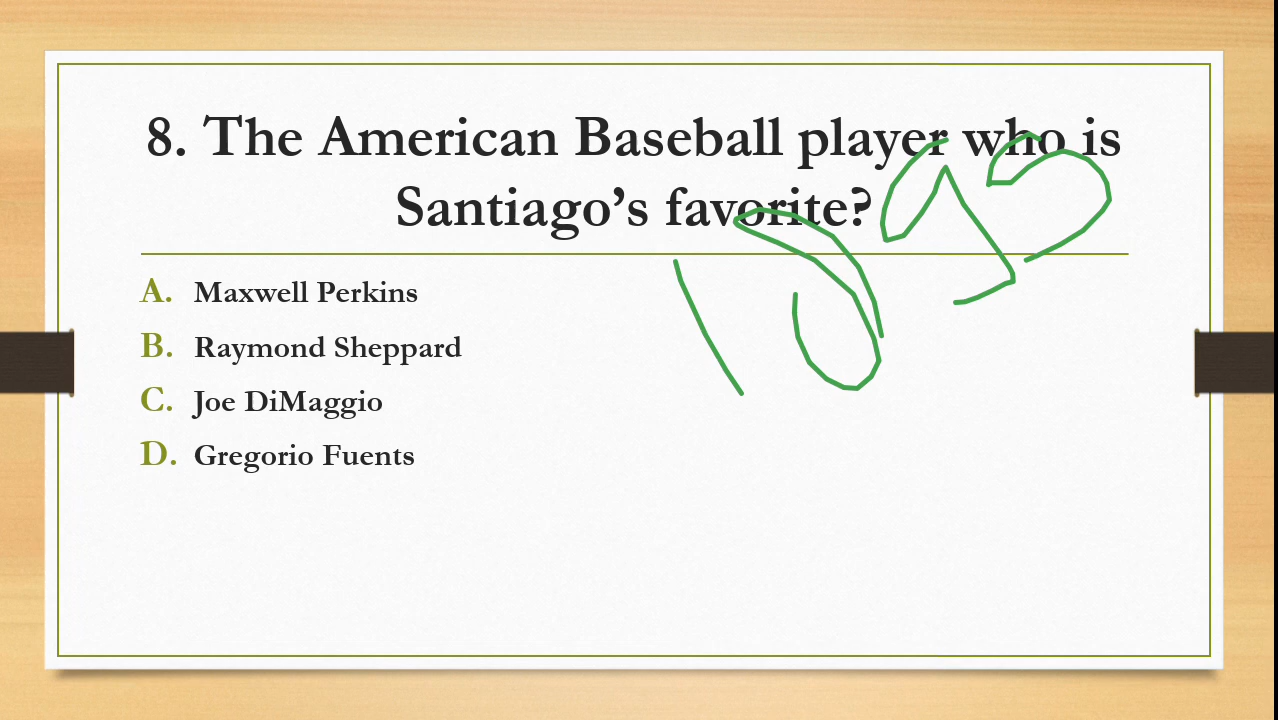 8. The American Baseball player who is
Santiago's favorite?
A. Maxwell Perkins
B. Raymond Sheppard
C. Joe DiMaggio
D. Gregorio Fuents